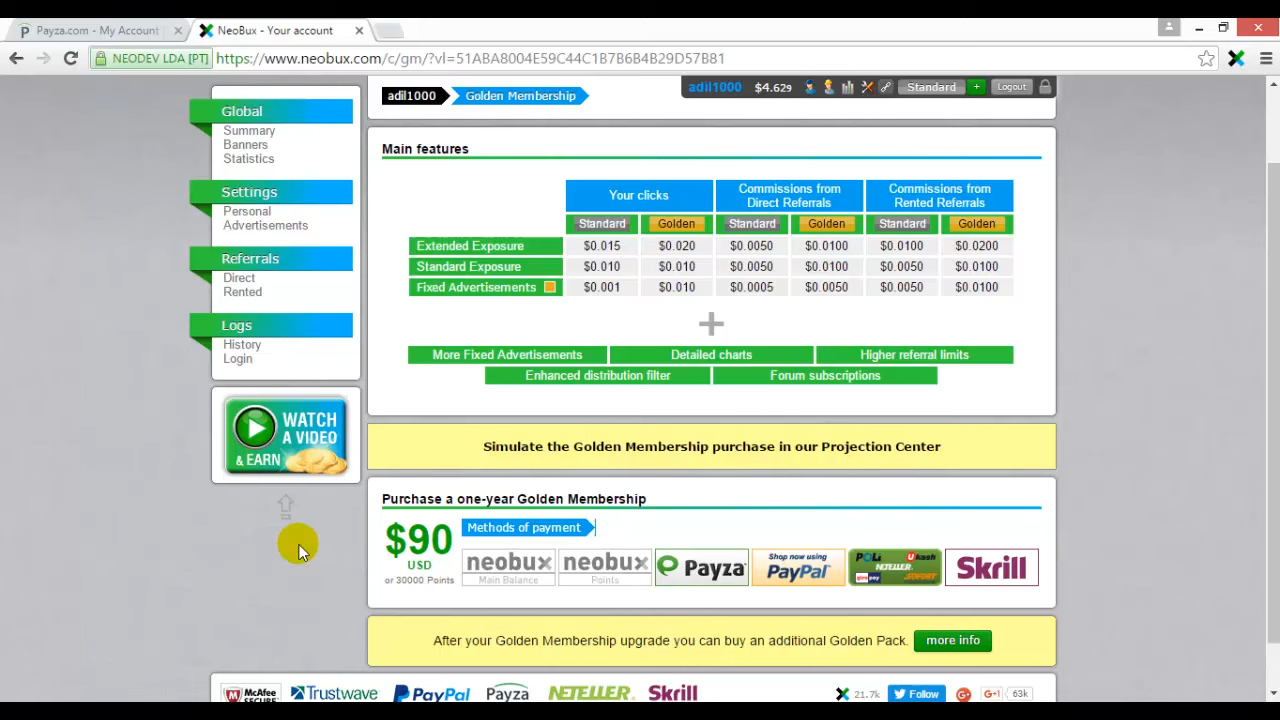 Payza.com - My Account
NeoBux - Your account
NEODEV LDA [PT]
https://www.neobux.com/c/gm/?vl=51ABA8004E59C44C1B7B6B4B29D57B81
adil1000 Golden Membership
adil1000 $4.629 Standard + Logout
Global
Summary
Banners
Statistics
Settings
Personal
Advertisements
Referrals
Direct
Rented
Logs
History
Login
WATCH
A VIDEO
& EARN
Main features
Your clicks
Commissions from
Direct Referrals
Commissions from
Rented Referrals
Standard Golden Standard Golden Standard Golden
Extended Exposure $0.015 $0.020 $0.0050 $0.0100 $0.0100 $0.0200
Standard Exposure $0.010 $0.010 $0.0050 $0.0100 $0.0050 $0.0100
Fixed Advertisements $0.001 $0.010 $0.0005 $0.0050 $0.0050 $0.0100
+
More Fixed Advertisements Detailed charts Higher referral limits
Enhanced distribution filter Forum subscriptions
Simulate the Golden Membership purchase in our Projection Center
Purchase a one-year Golden Membership
$90
USD
or 30000 Points
Methods of payment
neobux
Main Balance
neobux
Points
Payza
Shop now using
PayPal
POLi Ukash
NETELLER
giropay SOFORT
Skrill
After your Golden Membership upgrade you can buy an additional Golden Pack. more info
McAfee
SECURE
Trustwave PayPal Payza NETELLER Skrill
21.7k Follow G+1 63k